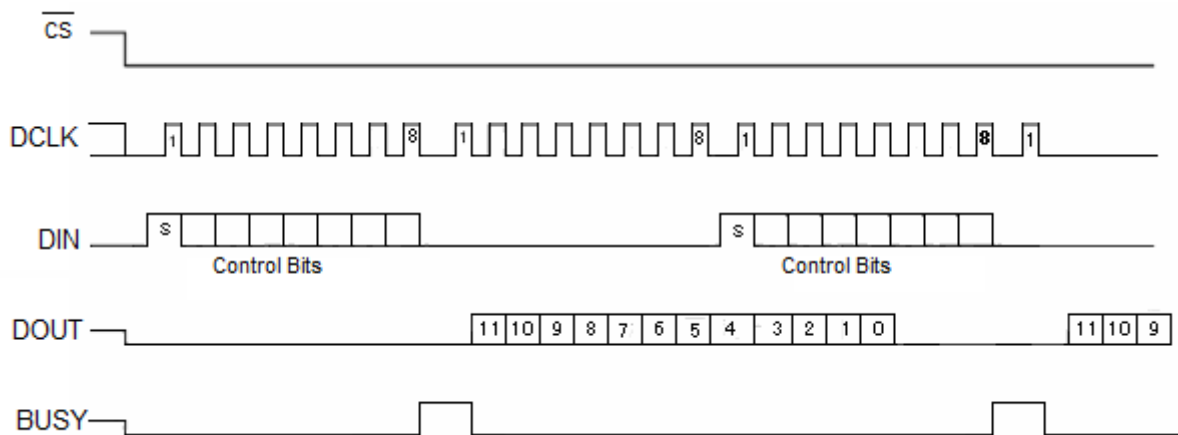 CS
DCLK 1 8 1 8 1 8 1
DIN S S
Control Bits Control Bits
DOUT 11 10 9 8 7 6 5 4 3 2 1 0 11 10 9
BUSY